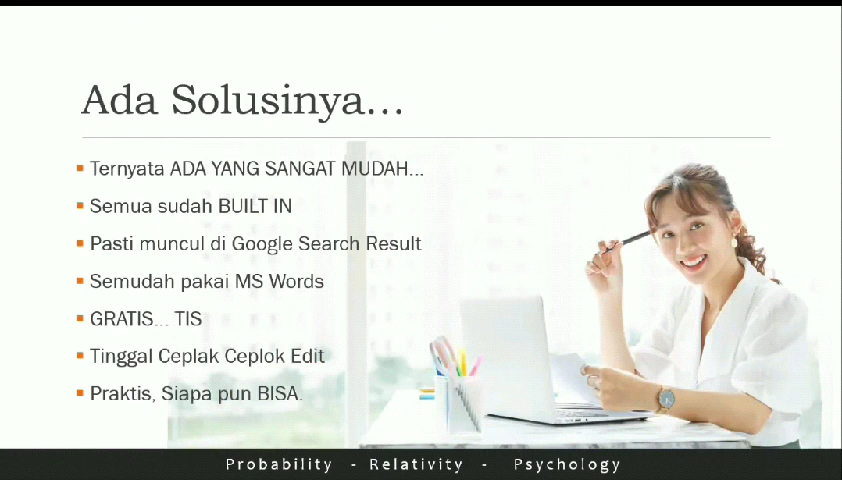 Ada Solusinya...
Ternyata ADA YANG SANGAT MUDAH...
Semua sudah BUILT IN
Pasti muncul di Google Search Result
Semudah pakai MS Words
GRATIS... TIS
Tinggal Ceplak Ceplok Edit
Praktis, Siapa pun BISA.
Probability - Relativity - Psychology